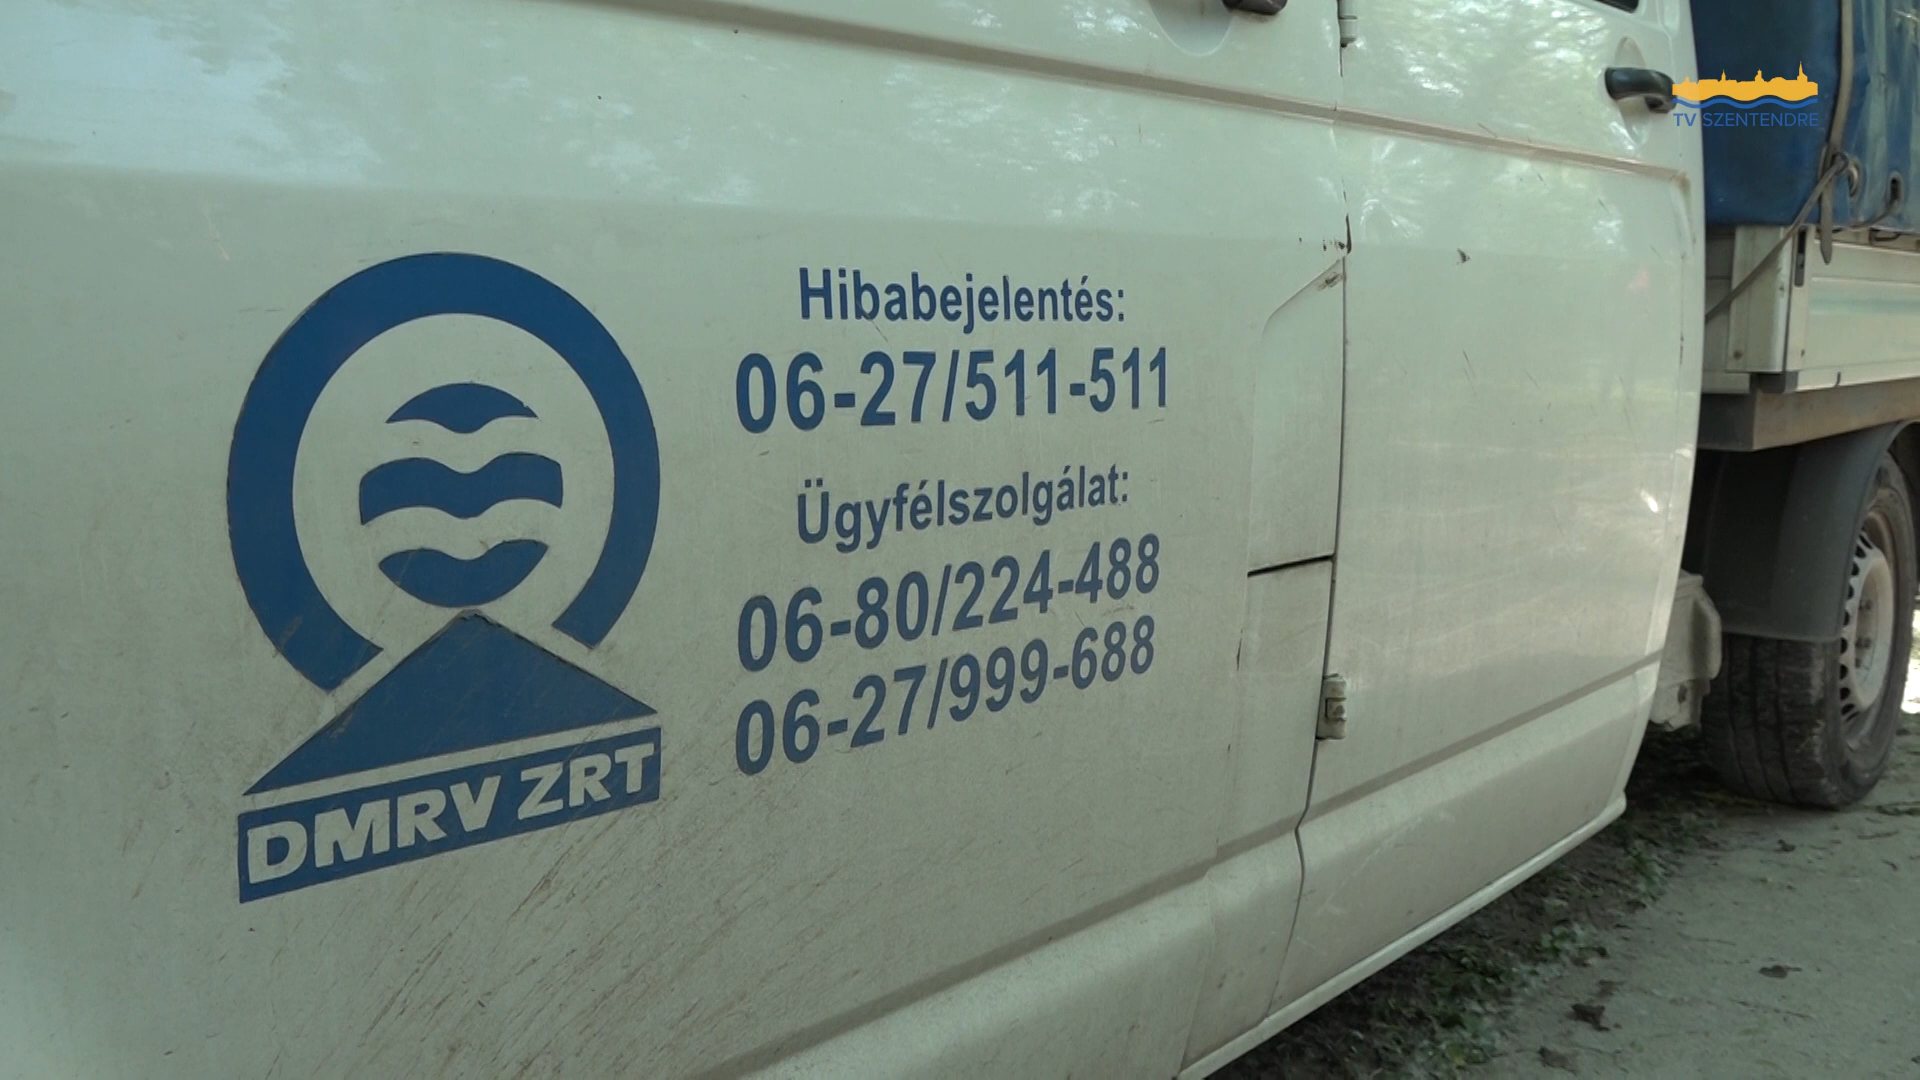 TV SZENTENDRE
Hibabejelentés:
06-27/511-511
Ügyfélszolgálat:
06-80/224-488
06-27/999-688
DMRV ZRT